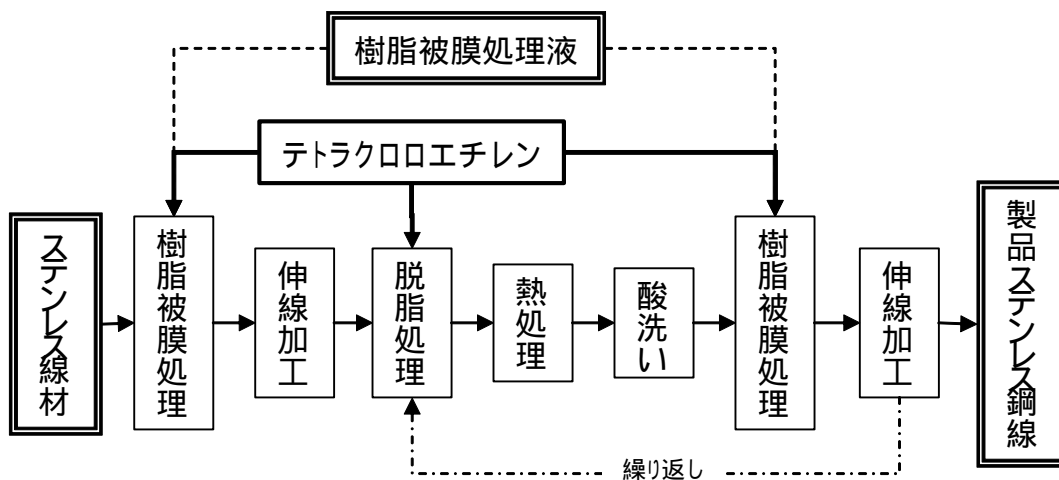 樹脂被膜処理液
テトラクロロエチレン
ステンレス線材
樹脂被膜処理
伸線加工
脱脂処理
熱処理
酸洗い
樹脂被膜処理
伸線加工
製品ステンレス鋼線
繰り返し